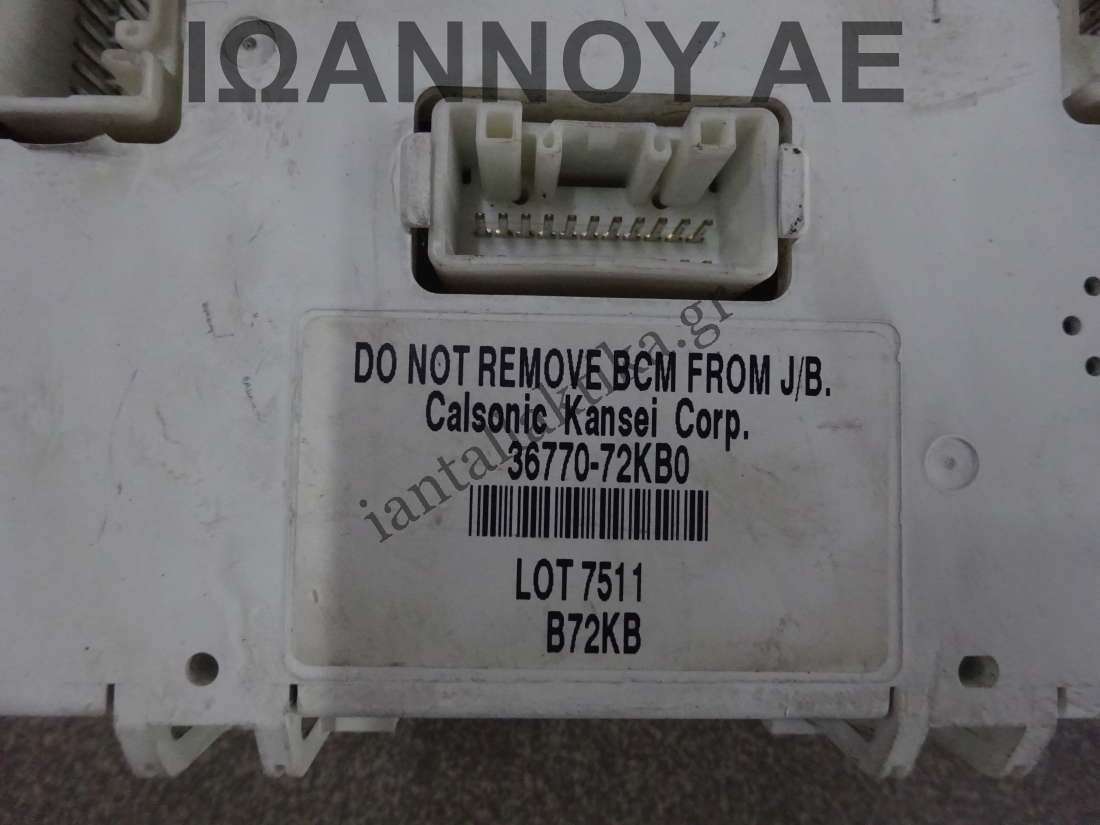 ΙΩΑΝΝΟΥ ΑΕ
DO NOT REMOVE BCM FROM J/B.
Calsonic Kansei Corp.
36770-72KB0
LOT 7511
B72KB
iantalaktika.gr